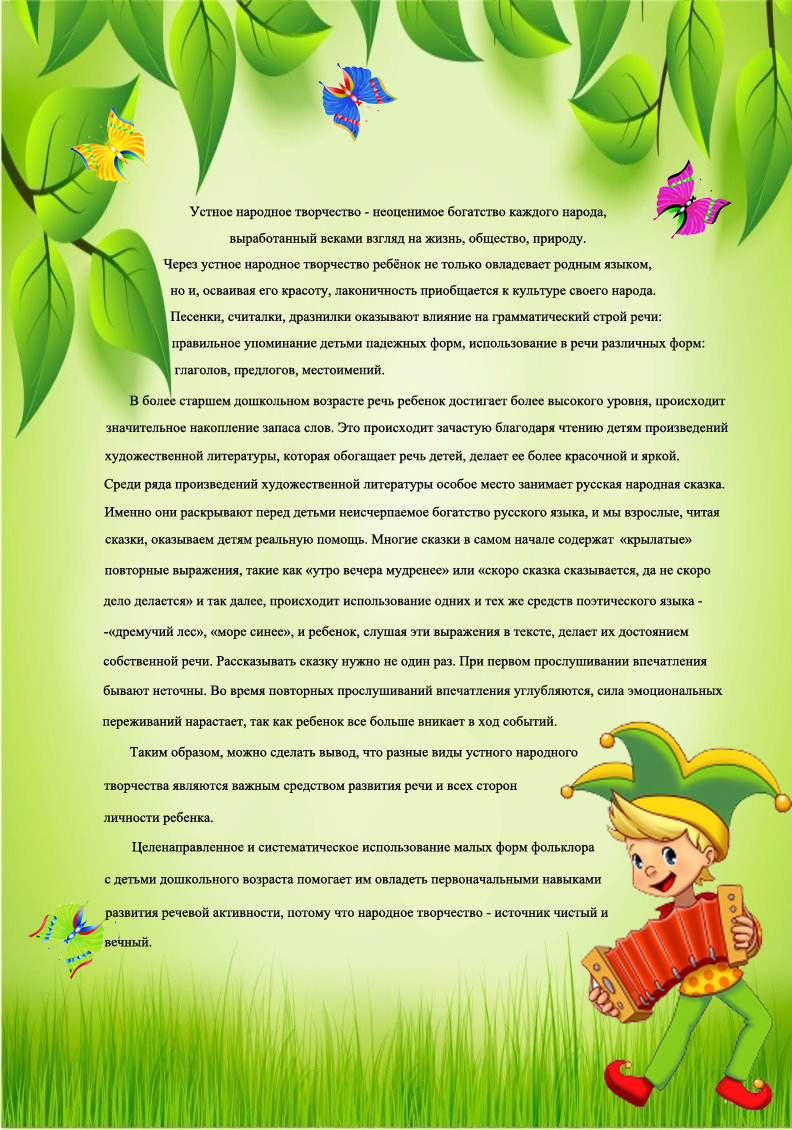 Устное народное творчество - неоценимое богатство каждого народа,
выработанный веками взгляд на жизнь, общество, природу.
Через устное народное творчество ребёнок не только овладевает родным языком,
но и, осваивая его красоту, лаконичность приобщается к культуре своего народа.
Песенки, считалки, дразнилки оказывают влияние на грамматический строй речи:
правильное упоминание детьми падежных форм, использование в речи различных форм:
глаголов, предлогов, местоимений.
В более старшем дошкольном возрасте речь ребенок достигает более высокого уровня, происходит
значительное накопление запаса слов. Это происходит зачастую благодаря чтению детям произведений
художественной литературы, которая обогащает речь детей, делает ее более красочной и яркой.
Среди ряда произведений художественной литературы особое место занимает русская народная сказка.
Именно они раскрывают перед детьми неисчерпаемое богатство русского языка, и мы взрослые, читая
сказки, оказываем детям реальную помощь. Многие сказки в самом начале содержат «крылатые»
повторные выражения, такие как «утро вечера мудренее» или «скоро сказка сказывается, да не скоро
дело делается» и так далее, происходит использование одних и тех же средств поэтического языка -
-«дремучий лес», «море синее», и ребенок, слушая эти выражения в тексте, делает их достоянием
собственной речи. Рассказывать сказку нужно не один раз. При первом прослушивании впечатления
бывают неточны. Во время повторных прослушиваний впечатления углубляются, сила эмоциональных
переживаний нарастает, так как ребенок все больше вникает в ход событий.
Таким образом, можно сделать вывод, что разные виды устного народного
творчества являются важным средством развития речи и всех сторон
личности ребенка.
Целенаправленное и систематическое использование малых форм фольклора
с детьми дошкольного возраста помогает им овладеть первоначальными навыками
развития речевой активности, потому что народное творчество - источник чистый и
вечный.